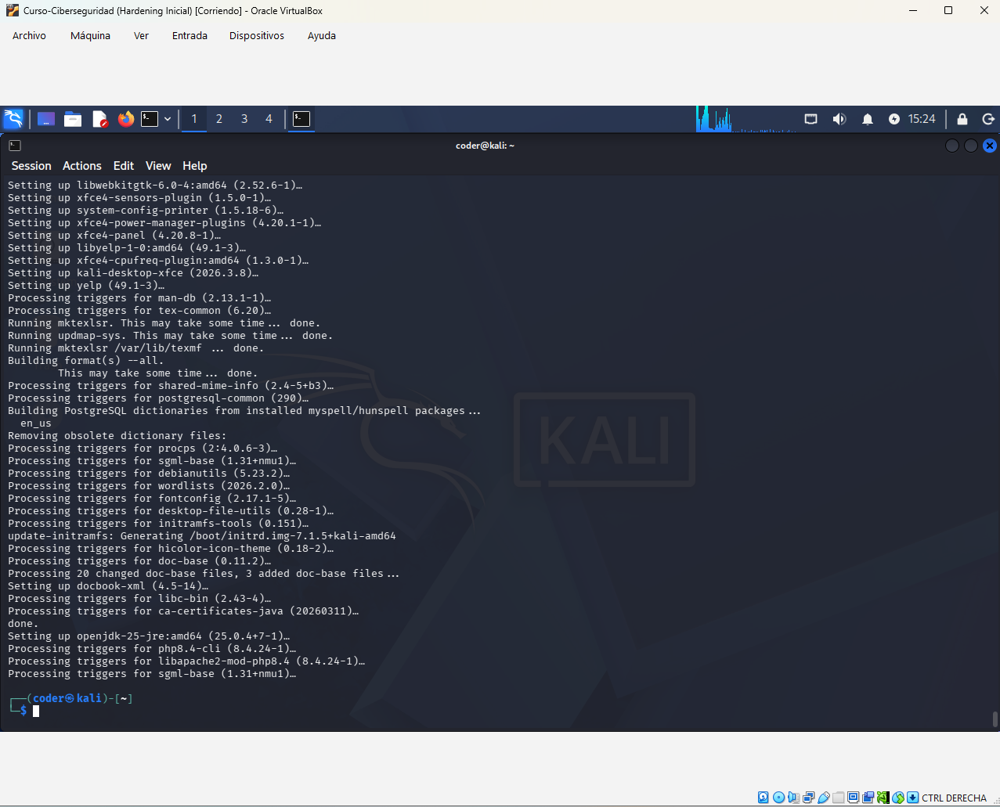 Curso-Ciberseguridad (Hardening Inicial) [Corriendo] - Oracle VirtualBox
Archivo Máquina Ver Entrada Dispositivos Ayuda
1 2 3 4 15:24
coder@kali: ~
Session Actions Edit View Help
Setting up libwebkitgtk-6.0-4:amd64 (2.52.6-1)…
Setting up xfce4-sensors-plugin (1.5.0-1)…
Setting up system-config-printer (1.5.18-6)…
Setting up xfce4-power-manager-plugins (4.20.1-1)…
Setting up xfce4-panel (4.20.8-1)…
Setting up libyelp-1-0:amd64 (49.1-3)…
Setting up xfce4-cpufreq-plugin:amd64 (1.3.0-1)…
Setting up kali-desktop-xfce (2026.3.8)…
Setting up yelp (49.1-3)…
Processing triggers for man-db (2.13.1-1)…
Processing triggers for tex-common (6.20)…
Running mktexlsr. This may take some time... done.
Running updmap-sys. This may take some time... done.
Running mktexlsr /var/lib/texmf ... done.
Building format(s) --all.
This may take some time... done.
Processing triggers for shared-mime-info (2.4-5+b3)…
Processing triggers for postgresql-common (290)…
Building PostgreSQL dictionaries from installed myspell/hunspell packages...
en_us
Removing obsolete dictionary files:
Processing triggers for procps (2:4.0.6-3)…
Processing triggers for sgml-base (1.31+nmu1)…
Processing triggers for debianutils (5.23.2)…
Processing triggers for wordlists (2026.2.0)…
Processing triggers for fontconfig (2.17.1-5)…
Processing triggers for desktop-file-utils (0.28-1)…
Processing triggers for initramfs-tools (0.151)…
update-initramfs: Generating /boot/initrd.img-7.1.5+kali-amd64
Processing triggers for hicolor-icon-theme (0.18-2)…
Processing triggers for doc-base (0.11.2)…
Processing 20 changed doc-base files, 3 added doc-base files...
Setting up docbook-xml (4.5-14)…
Processing triggers for libc-bin (2.43-4)…
Processing triggers for ca-certificates-java (20260311)…
done.
Setting up openjdk-25-jre:amd64 (25.0.4+7-1)…
Processing triggers for php8.4-cli (8.4.24-1)…
Processing triggers for libapache2-mod-php8.4 (8.4.24-1)…
Processing triggers for sgml-base (1.31+nmu1)…
┌──(coder㉿kali)-[~]
└─$
KALI
CTRL DERECHA